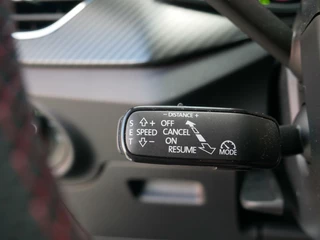 - DISTANCE +
S + OFF
E SPEED CANCEL
T - ON
RESUME MODE